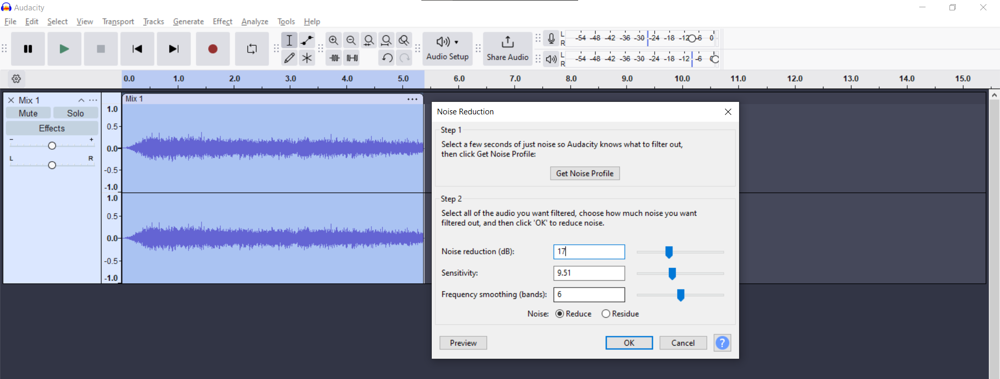 Audacity
File Edit Select View Transport Tracks Generate Effect Analyze Tools Help
Audio Setup
Share Audio
L
R
-54 -48 -42 -36 -30 -24 -18 -12 -6 0
L
R
-54 -48 -42 -36 -30 -24 -18 -12 -6 0
0.0 1.0 2.0 3.0 4.0 5.0 6.0 7.0 8.0 9.0 10.0 11.0 12.0 13.0 14.0 15.0
Mix 1
Mute Solo
Effects
- +
L R
1.0
0.5
0.0
-0.5
-1.0
1.0
0.5
0.0
-0.5
-1.0
Mix 1
Noise Reduction
Step 1
Select a few seconds of just noise so Audacity knows what to filter out,
then click Get Noise Profile:
Get Noise Profile
Step 2
Select all of the audio you want filtered, choose how much noise you want
filtered out, and then click 'OK' to reduce noise.
Noise reduction (dB): 17
Sensitivity: 9.51
Frequency smoothing (bands): 6
Noise: Reduce Residue
Preview OK Cancel ?